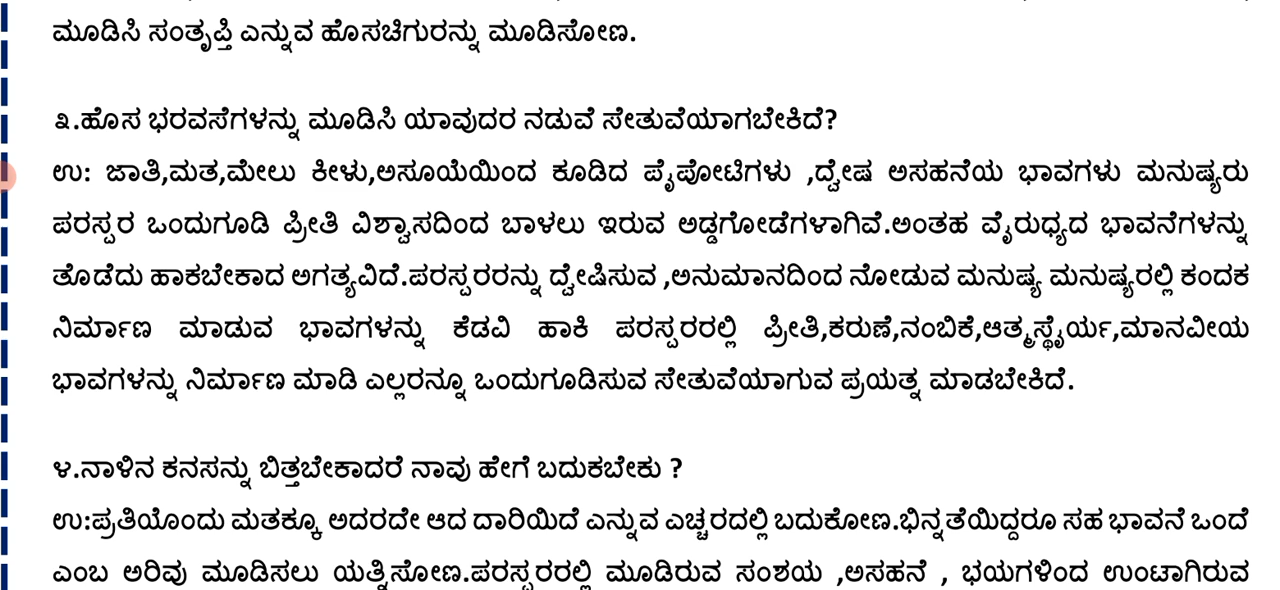 ಮೂಡಿಸಿ ಸಂತೃಪ್ತಿ ಎನ್ನುವ ಹೊಸಚಿಗುರನ್ನು ಮೂಡಿಸೋಣ.
೩.ಹೊಸ ಭರವಸೆಗಳನ್ನು ಮೂಡಿಸಿ ಯಾವುದರ ನಡುವೆ ಸೇತುವೆಯಾಗಬೇಕಿದೆ?
ಉ: ಜಾತಿ,ಮತ,ಮೇಲು ಕೀಳು,ಅಸೂಯೆಯಿಂದ ಕೂಡಿದ ಪೈಪೋಟಿಗಳು ,ದ್ವೇಷ ಅಸಹನೆಯ ಭಾವಗಳು ಮನುಷ್ಯರು
ಪರಸ್ಪರ ಒಂದುಗೂಡಿ ಪ್ರೀತಿ ವಿಶ್ವಾಸದಿಂದ ಬಾಳಲು ಇರುವ ಅಡ್ಡಗೋಡೆಗಳಾಗಿವೆ.ಅಂತಹ ವೈರುಧ್ಯದ ಭಾವನೆಗಳನ್ನು
ತೊಡೆದು ಹಾಕಬೇಕಾದ ಅಗತ್ಯವಿದೆ.ಪರಸ್ಪರರನ್ನು ದ್ವೇಷಿಸುವ ,ಅನುಮಾನದಿಂದ ನೋಡುವ ಮನುಷ್ಯ ಮನುಷ್ಯರಲ್ಲಿ ಕಂದಕ
ನಿರ್ಮಾಣ ಮಾಡುವ ಭಾವಗಳನ್ನು ಕೆಡವಿ ಹಾಕಿ ಪರಸ್ಪರರಲ್ಲಿ ಪ್ರೀತಿ,ಕರುಣೆ,ನಂಬಿಕೆ,ಆತ್ಮಸ್ಥೈರ್ಯ,ಮಾನವೀಯ
ಭಾವಗಳನ್ನು ನಿರ್ಮಾಣ ಮಾಡಿ ಎಲ್ಲರನ್ನೂ ಒಂದುಗೂಡಿಸುವ ಸೇತುವೆಯಾಗುವ ಪ್ರಯತ್ನ ಮಾಡಬೇಕಿದೆ.
೪.ನಾಳಿನ ಕನಸನ್ನು ಬಿತ್ತಬೇಕಾದರೆ ನಾವು ಹೇಗೆ ಬದುಕಬೇಕು ?
ಉ:ಪ್ರತಿಯೊಂದು ಮತಕ್ಕೂ ಅದರದೇ ಆದ ದಾರಿಯಿದೆ ಎನ್ನುವ ಎಚ್ಚರದಲ್ಲಿ ಬದುಕೋಣ.ಭಿನ್ನತೆಯಿದ್ದರೂ ಸಹ ಭಾವನೆ ಒಂದೆ
ಎಂಬ ಅರಿವು ಮೂಡಿಸಲು ಯತ್ನಿಸೋಣ.ಪರಸ್ಪರರಲ್ಲಿ ಮೂಡಿರುವ ಸಂಶಯ ,ಅಸಹನೆ , ಭಯಗಳಿಂದ ಉಂಟಾಗಿರುವ